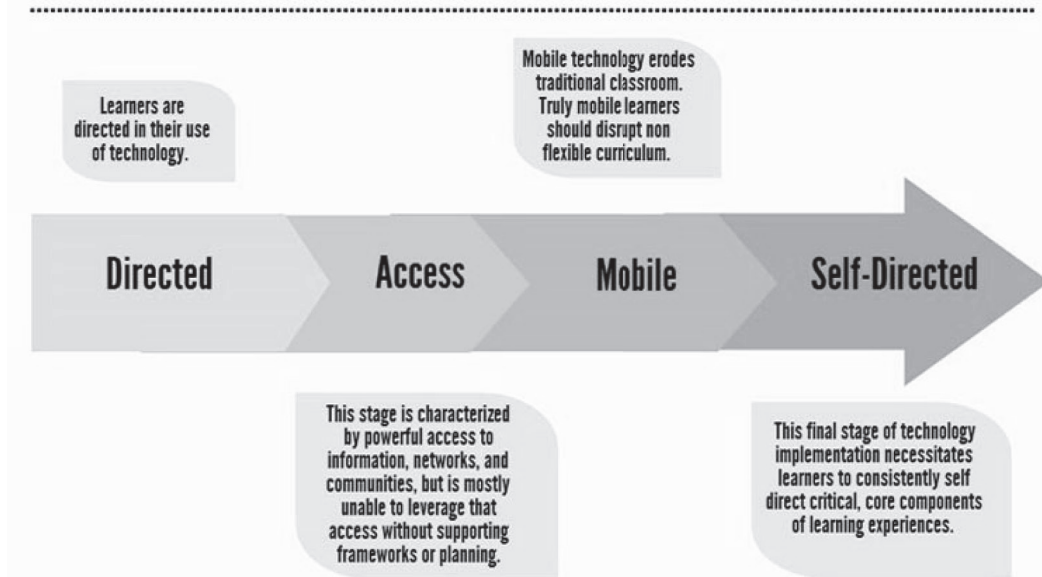 Learners are
directed in their use
of technology.
Mobile technology erodes
traditional classroom.
Truly mobile learners
should disrupt non
flexible curriculum.
Directed
Access
Mobile
Self-Directed
This stage is characterized
by powerful access to
information, networks, and
communities, but is mostly
unable to leverage that
access without supporting
frameworks or planning.
This final stage of technology
implementation necessitates
learners to consistently self
direct critical, core components
of learning experiences.